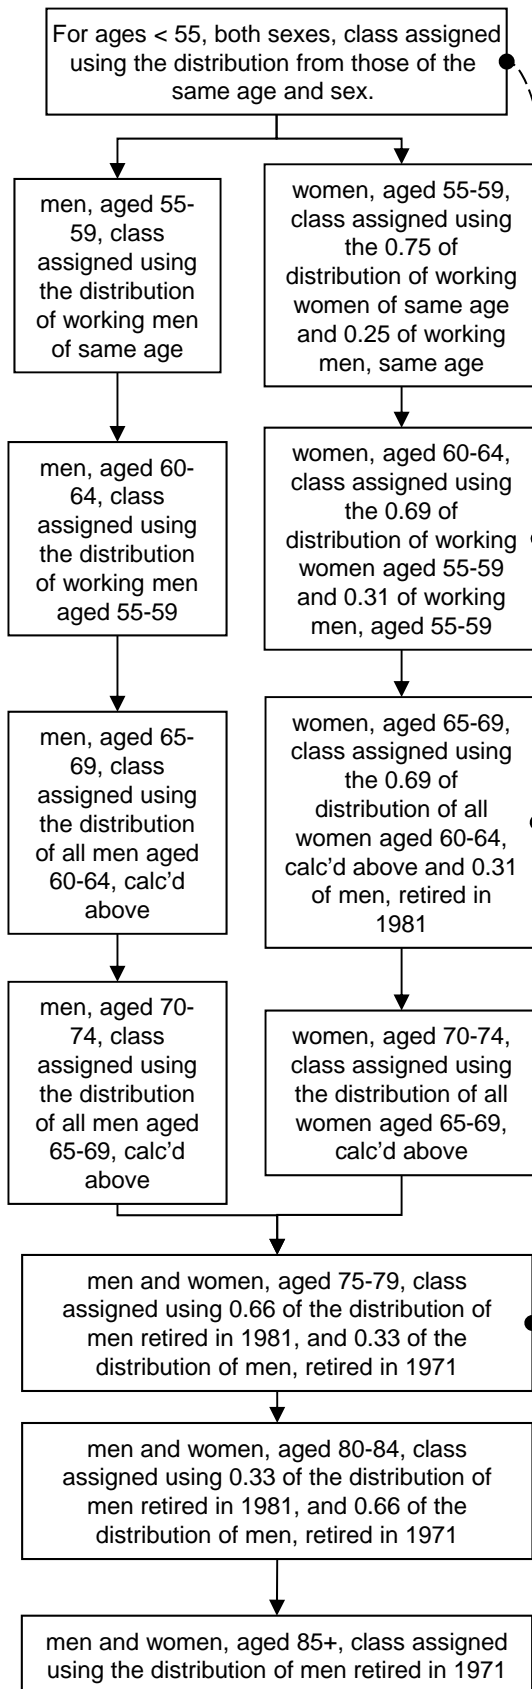 For ages < 55, both sexes, class assigned
using the distribution from those of the
same age and sex.
men, aged 55-
59, class
assigned using
the distribution
of working men
of same age
women, aged 55-59,
class assigned using
the 0.75 of
distribution of working
women of same age
and 0.25 of working
men, same age
men, aged 60-
64, class
assigned using
the distribution
of working men
aged 55-59
women, aged 60-64,
class assigned using
the 0.69 of
distribution of working
women aged 55-59
and 0.31 of working
men, aged 55-59
men, aged 65-
69, class
assigned using
the distribution
of all men aged
60-64, calc'd
above
women, aged 65-69,
class assigned using
the 0.69 of
distribution of all
women aged 60-64,
calc'd above and 0.31
of men, retired in
1981
men, aged 70-
74, class
assigned using
the distribution
of all men aged
65-69, calc'd
above
women, aged 70-74,
class assigned using
the distribution of all
women aged 65-69,
calc'd above
men and women, aged 75-79, class
assigned using 0.66 of the distribution of
men retired in 1981, and 0.33 of the
distribution of men, retired in 1971
men and women, aged 80-84, class
assigned using 0.33 of the distribution of
men retired in 1981, and 0.66 of the
distribution of men, retired in 1971
men and women, aged 85+, class assigned
using the distribution of men retired in 1971